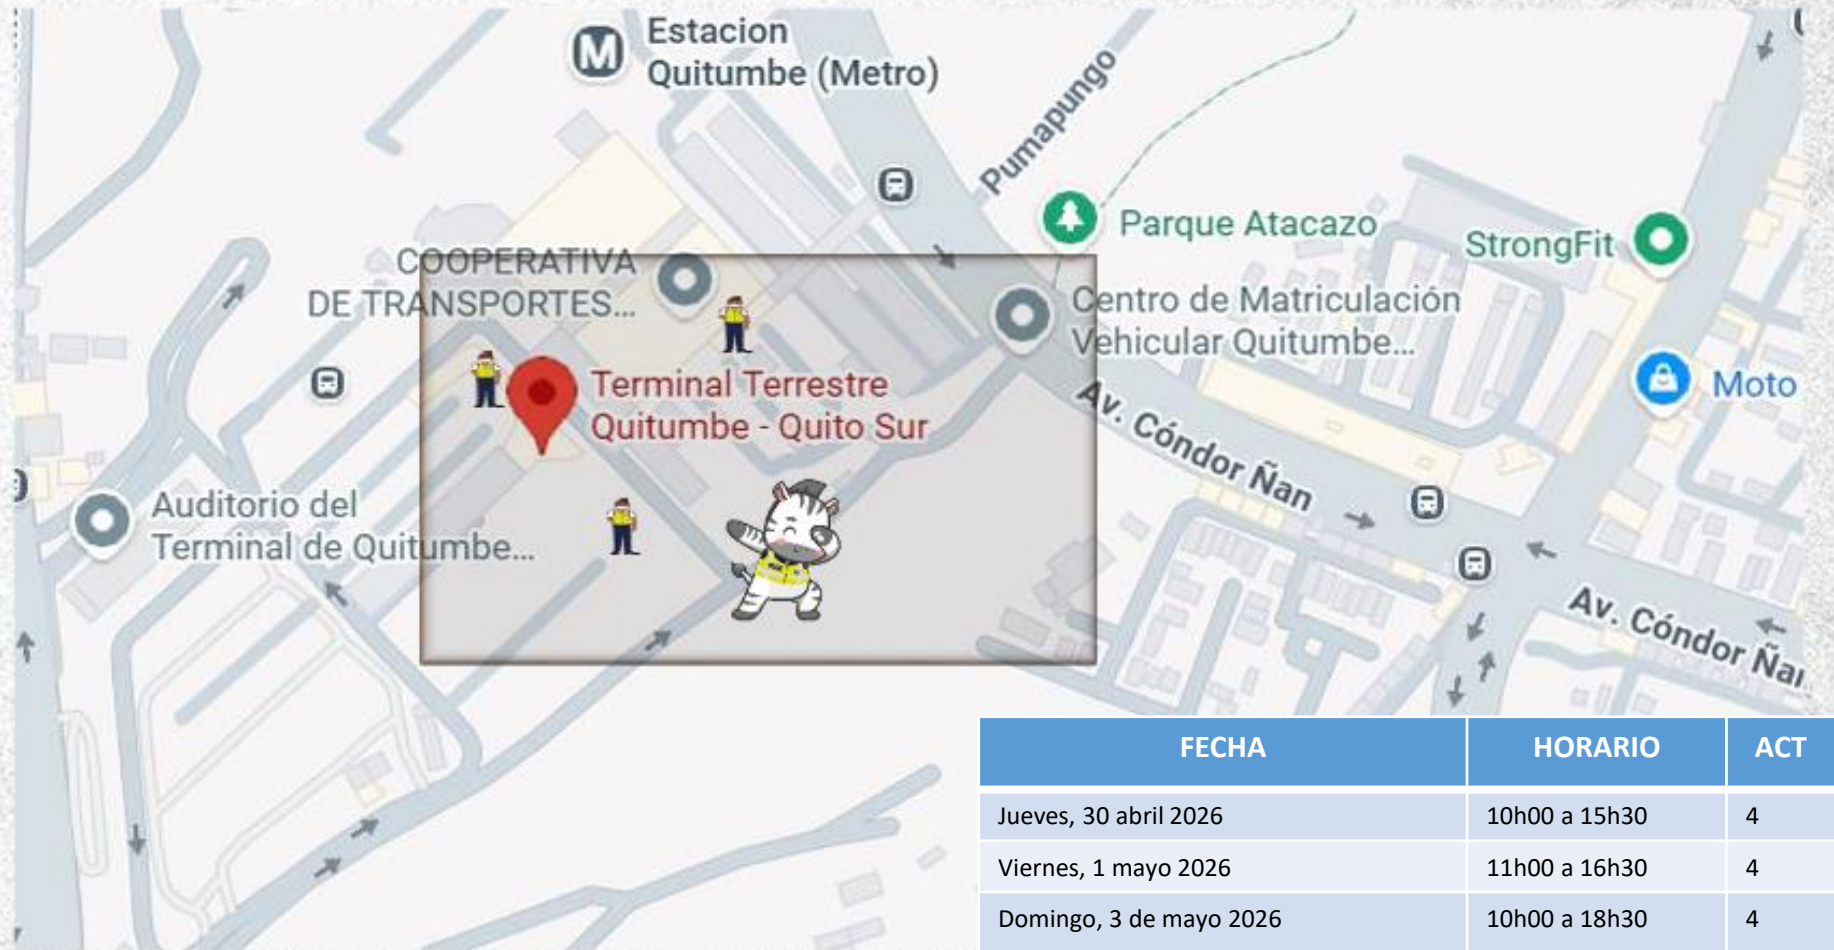 Estacion
Quitumbe (Metro)
M
Pumapungo
Parque Atacazo
StrongFit
COOPERATIVA
DE TRANSPORTES...
Centro de Matriculación
Vehicular Quitumbe...
Terminal Terrestre
Quitumbe - Quito Sur
Moto
Av. Cóndor Ñan
Auditorio del
Terminal de Quitumbe...
Av. Cóndor Ñan
FECHA HORARIO ACT
Jueves, 30 abril 2026 10h00 a 15h30 4
Viernes, 1 mayo 2026 11h00 a 16h30 4
Domingo, 3 de mayo 2026 10h00 a 18h30 4